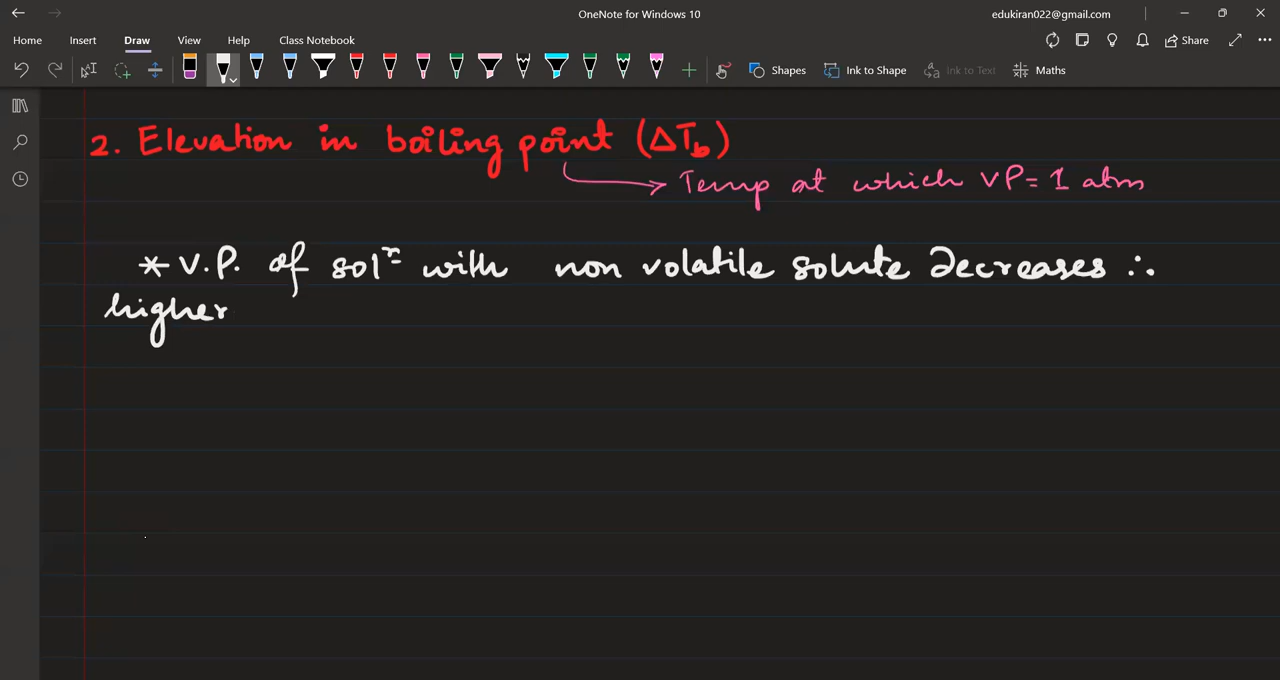 OneNote for Windows 10
edukiran022@gmail.com
Home Insert Draw View Help Class Notebook
Share
Shapes Ink to Shape Ink to Text Maths
2. Elevation in boiling point (ΔTb)
Temp at which VP = 1 atm
* V.P. of solⁿ with non volatile solute decreases ∴
higher